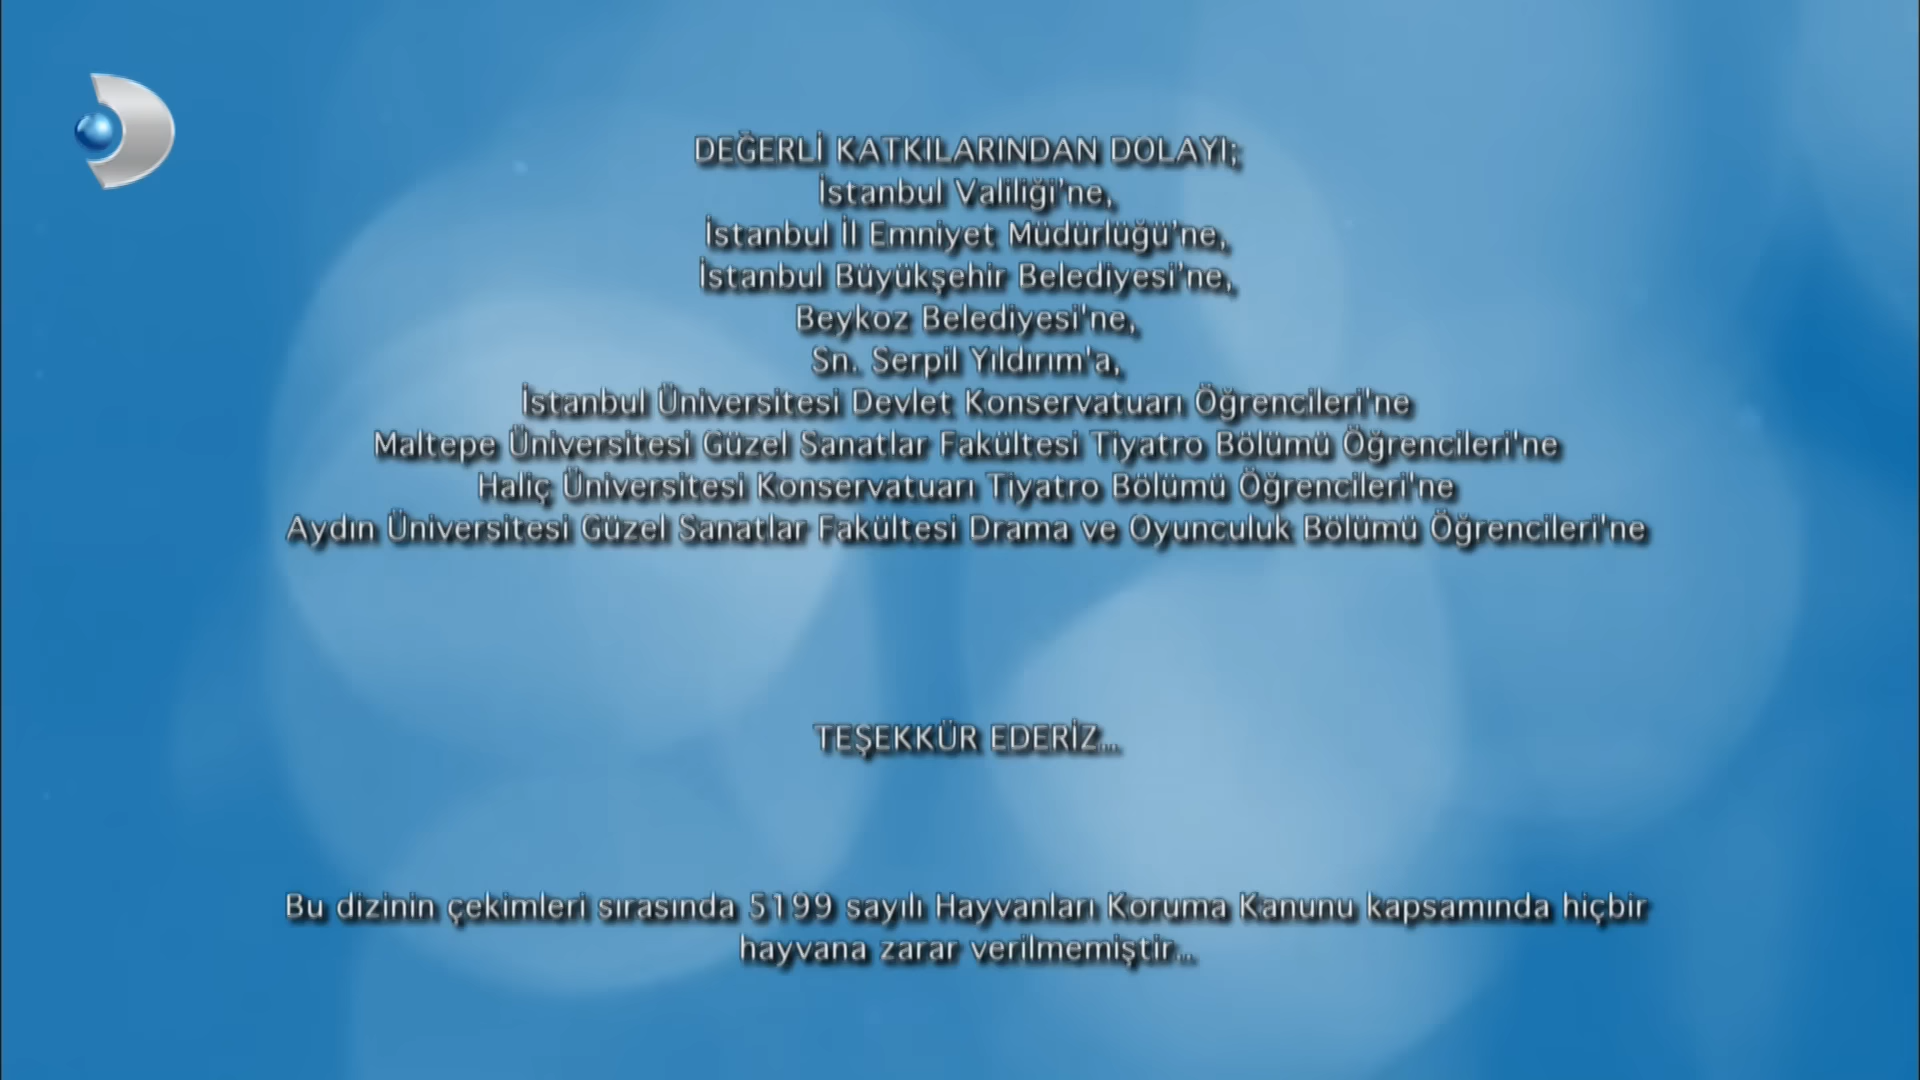 DEĞERLİ KATKILARINDAN DOLAYI;
İstanbul Valiliği'ne,
İstanbul İl Emniyet Müdürlüğü'ne,
İstanbul Büyükşehir Belediyesi'ne,
Beykoz Belediyesi'ne,
Sn. Serpil Yıldırım'a,
İstanbul Üniversitesi Devlet Konservatuarı Öğrencileri'ne
Maltepe Üniversitesi Güzel Sanatlar Fakültesi Tiyatro Bölümü Öğrencileri'ne
Haliç Üniversitesi Konservatuarı Tiyatro Bölümü Öğrencileri'ne
Aydın Üniversitesi Güzel Sanatlar Fakültesi Drama ve Oyunculuk Bölümü Öğrencileri'ne
TEŞEKKÜR EDERİZ...
Bu dizinin çekimleri sırasında 5199 sayılı Hayvanları Koruma Kanunu kapsamında hiçbir
hayvana zarar verilmemiştir...